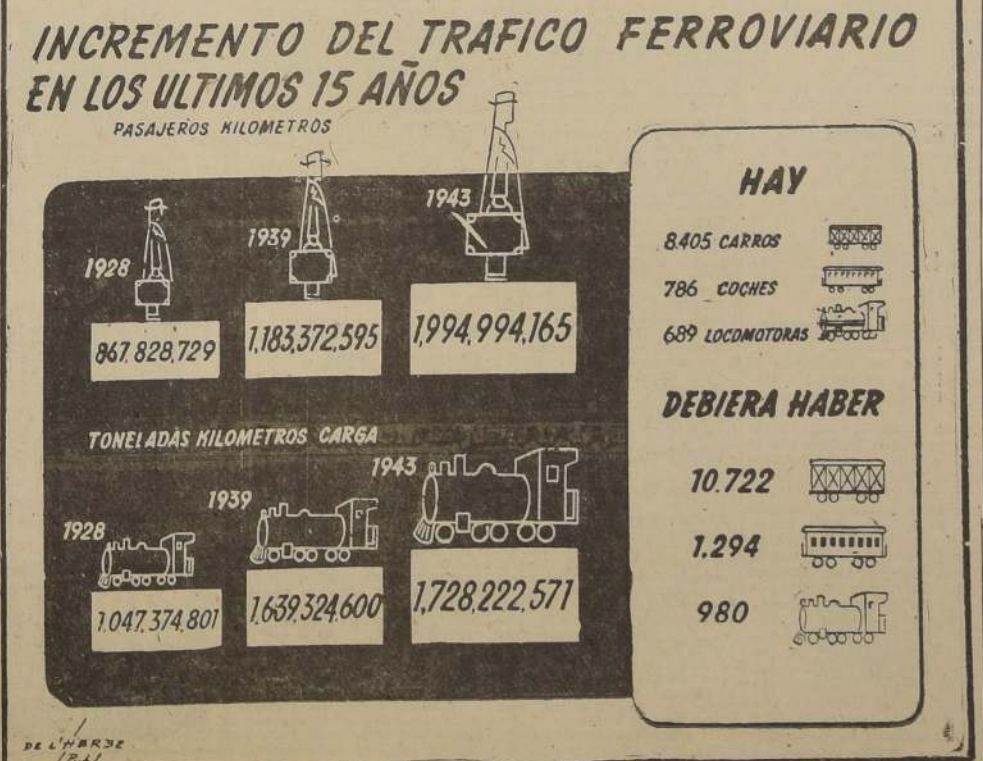 INCREMENTO DEL TRAFICO FERROVIARIO
EN LOS ULTIMOS 15 AÑOS
PASAJEROS KILOMETROS
1928
1939
1943
867.828,729
1,183,372,595
1,994,994,165
TONELADAS KILOMETROS CARGA
1928
1939
1943
1.047,374,801
1,639,324,600
1,728,222,571
HAY
8.405 CARROS
786 COCHES
689 LOCOMOTORAS
DEBIERA HABER
10.722
1.294
980
DE L'HARBE